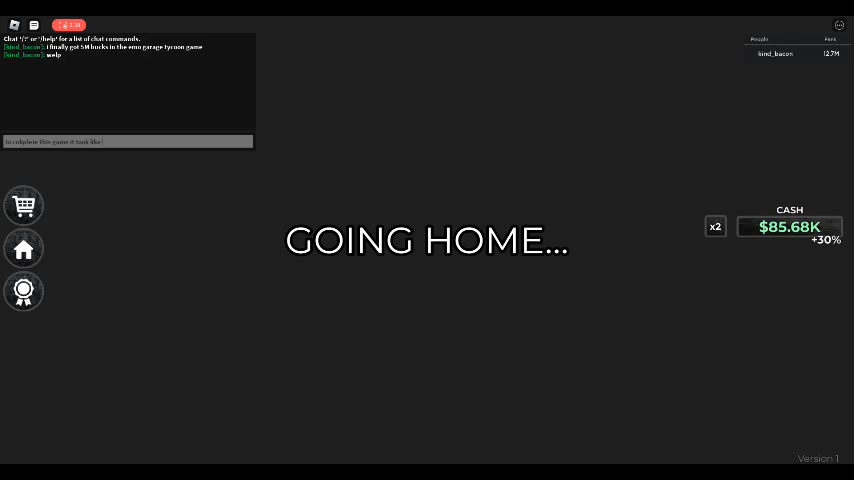 3:38
Chat '/?' or '/help' for a list of chat commands.
[kind_bacon]: i finally got 5M bucks in the emo garage tycoon game
[kind_bacon]: welp
to complete this game it took like
People Fans
kind_bacon 12.7M
CASH
x2 $85.68K
+30%
GOING HOME...
Version 1